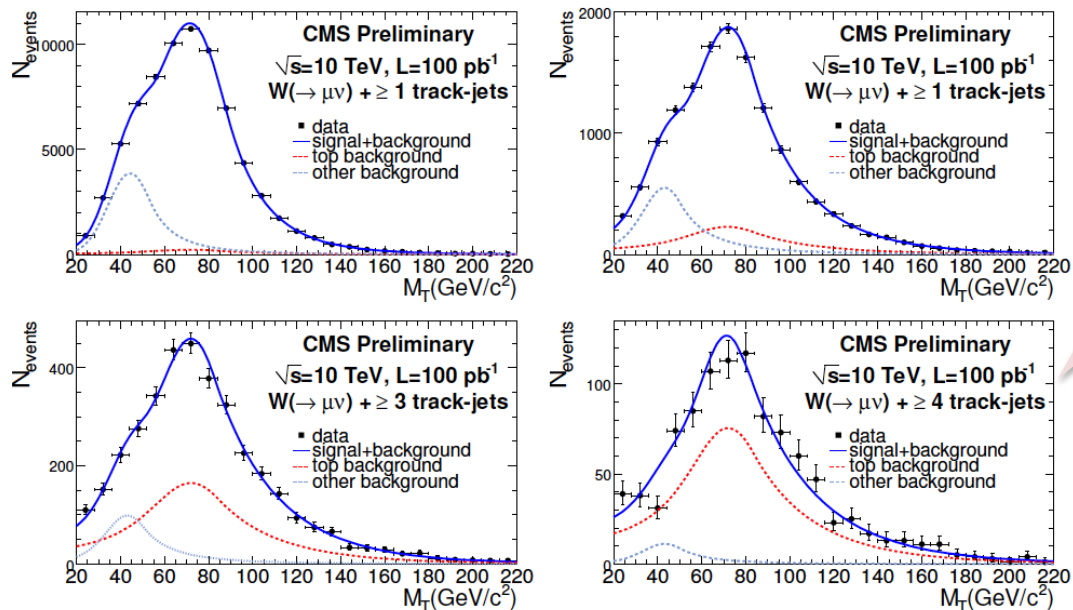 10000
5000
0
N_events
CMS Preliminary
√s=10 TeV, L=100 pb⁻¹
W(→ μν) + ≥ 1 track-jets
data
signal+background
top background
other background
20 40 60 80 100 120 140 160 180 200 220
M_T(GeV/c²)
2000
1000
0
N_events
CMS Preliminary
√s=10 TeV, L=100 pb⁻¹
W(→ μν) + ≥ 1 track-jets
data
signal+background
top background
other background
20 40 60 80 100 120 140 160 180 200 220
M_T(GeV/c²)
400
200
0
N_events
CMS Preliminary
√s=10 TeV, L=100 pb⁻¹
W(→ μν) + ≥ 3 track-jets
data
signal+background
top background
other background
20 40 60 80 100 120 140 160 180 200 220
M_T(GeV/c²)
100
50
0
N_events
CMS Preliminary
√s=10 TeV, L=100 pb⁻¹
W(→ μν) + ≥ 4 track-jets
data
signal+background
top background
other background
20 40 60 80 100 120 140 160 180 200 220
M_T(GeV/c²)